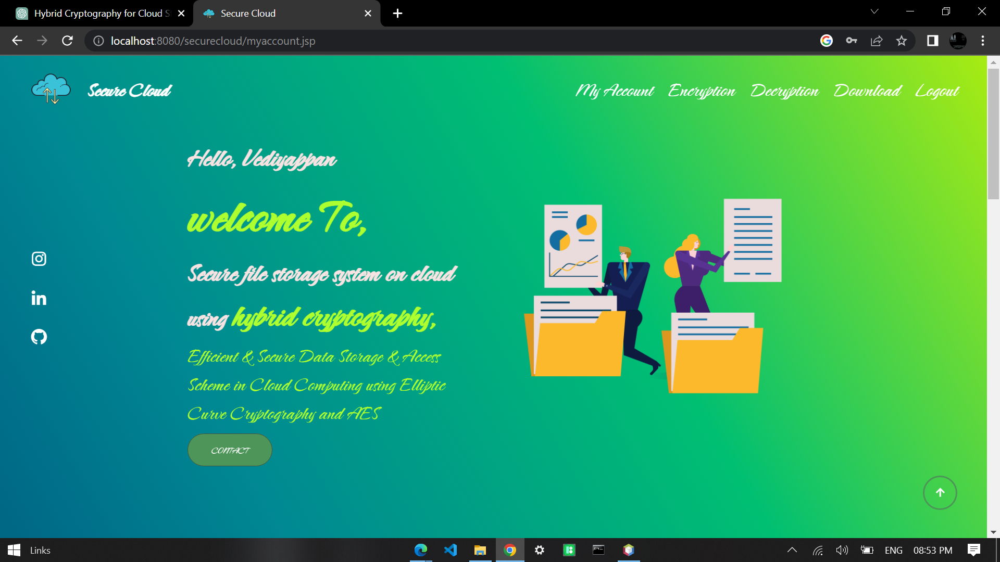 Hybrid Cryptography for Cloud S
Secure Cloud
localhost:8080/securecloud/myaccount.jsp
Secure Cloud
My Account
Encryption
Decryption
Download
Logout
Hello, Vediyappan
welcome To,
Secure file storage system on cloud
using hybrid cryptography,
Efficient & Secure Data Storage & Access
Scheme in Cloud Computing using Elliptic
Curve Cryptography and AES
CONTACT
Links
ENG
08:53 PM